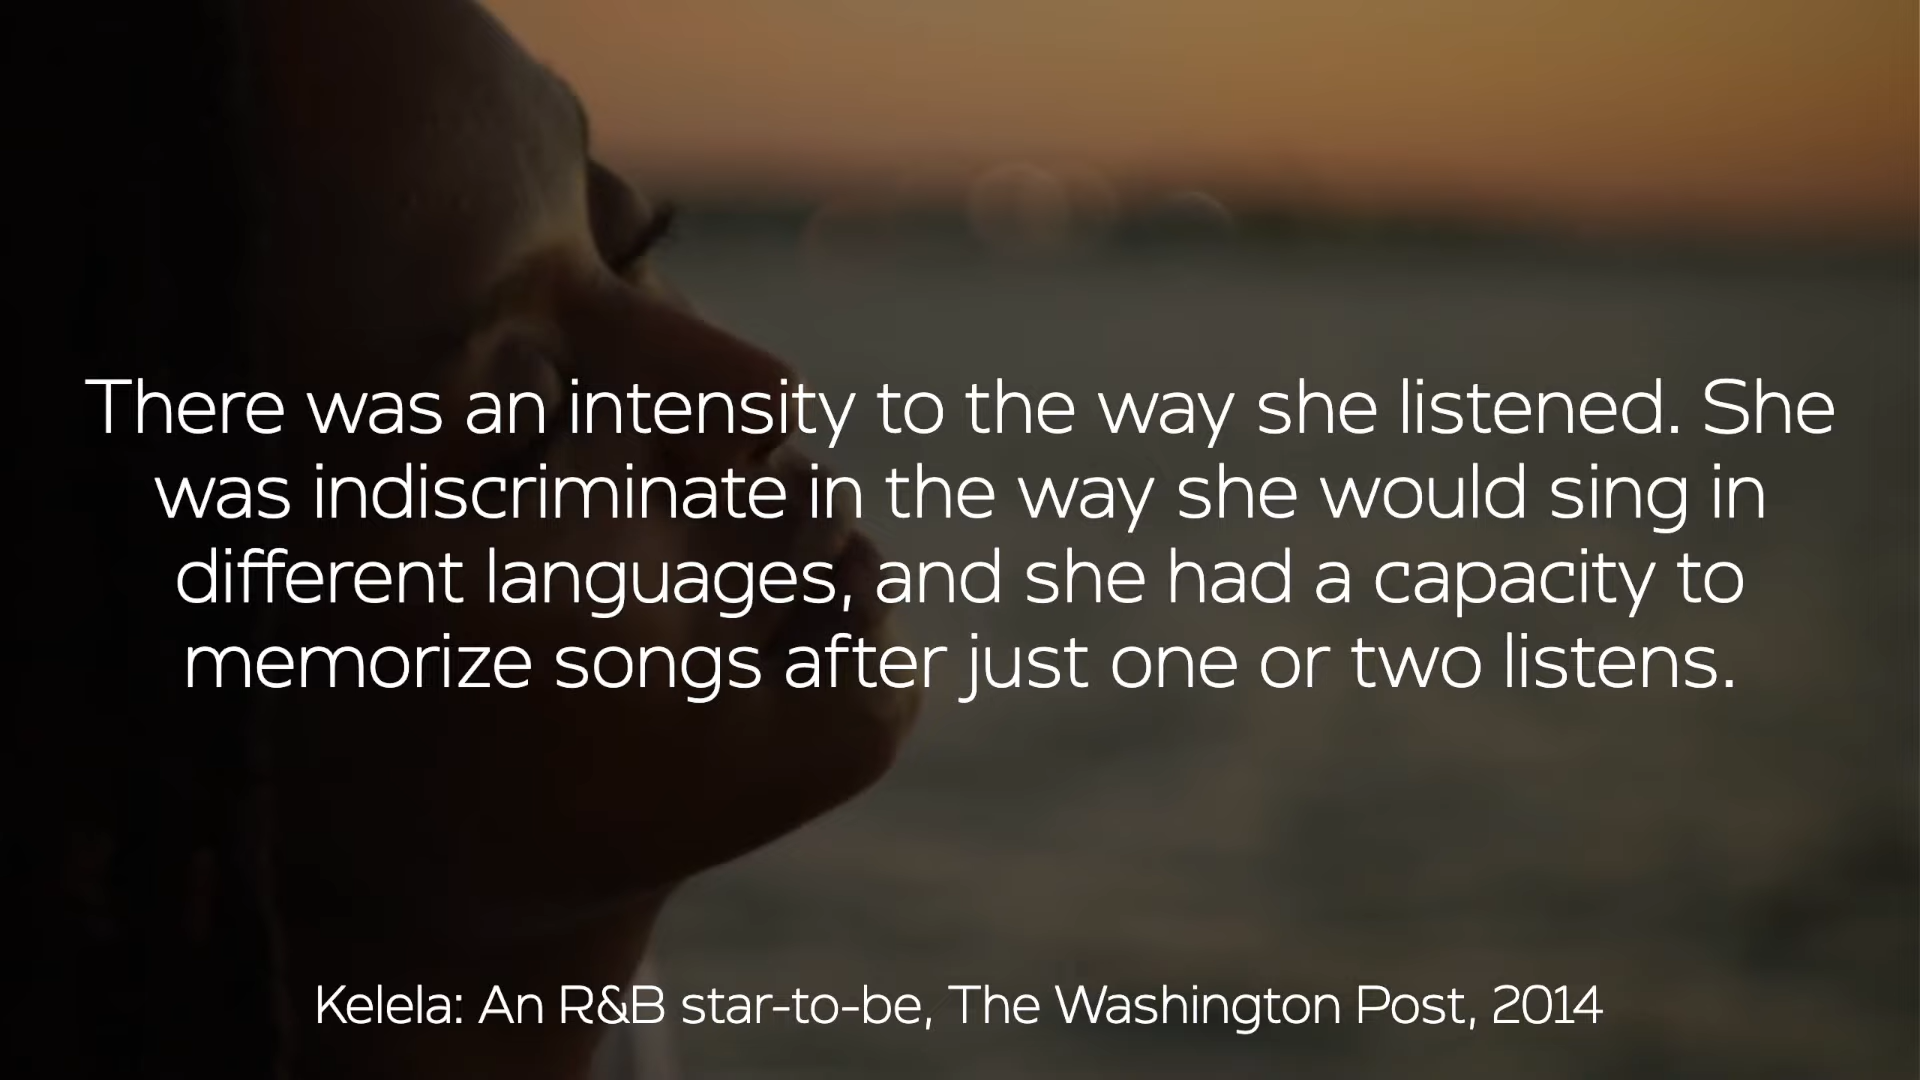 There was an intensity to the way she listened. She
was indiscriminate in the way she would sing in
different languages, and she had a capacity to
memorize songs after just one or two listens.
Kelela: An R&B star-to-be, The Washington Post, 2014